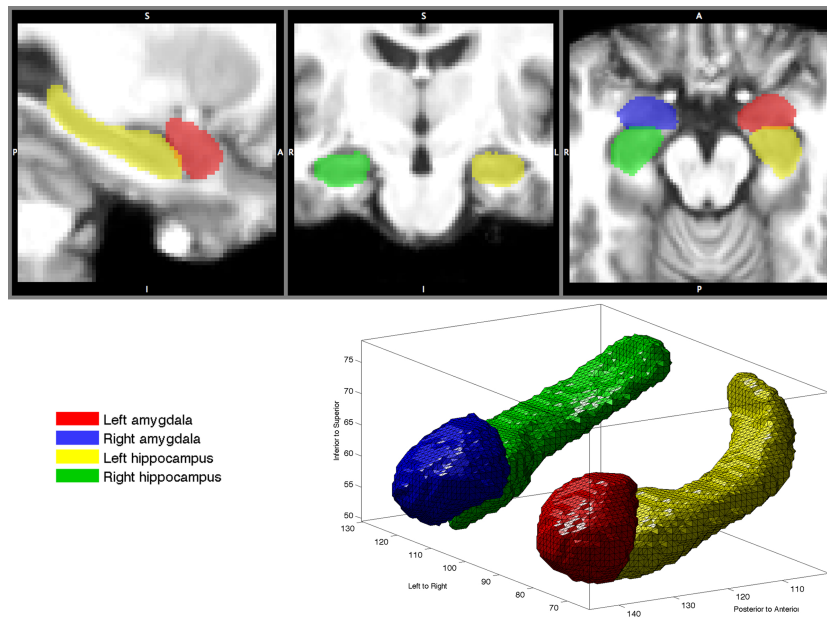 S
P
A
I
S
R
L
I
A
R
P
Left amygdala
Right amygdala
Left hippocampus
Right hippocampus
Inferior to Superior
75
70
65
60
55
50
130
120
110
100
90
80
70
Left to Right
140
130
120
110
Posterior to Anterior